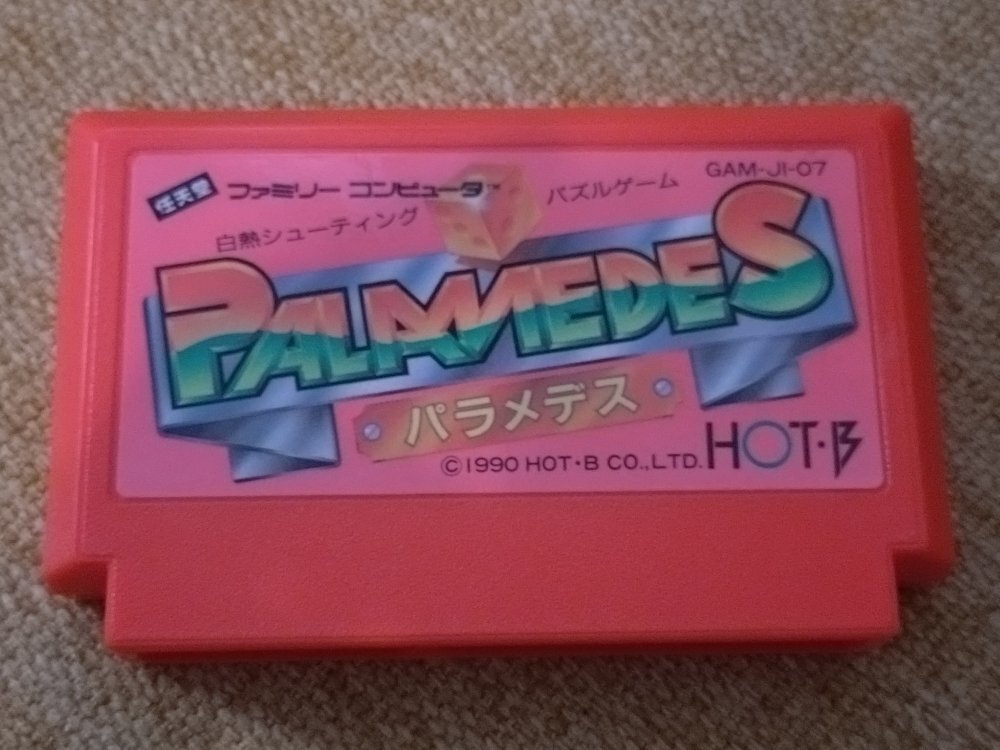 任天堂 ファミリー コンピュータ™
GAM-JI-07
白熱シューティング パズルゲーム
PALAMEDES
パラメデス
©1990 HOT・B CO.,LTD.
HOT・B